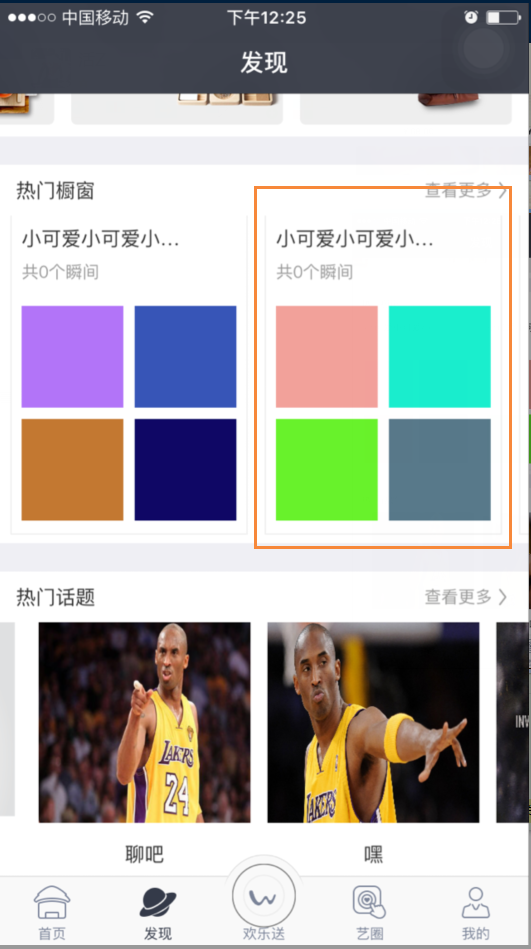 中国移动
下午12:25
发现
热门橱窗
查看更多
小可爱小可爱小...
共0个瞬间
小可爱小可爱小...
共0个瞬间
热门话题
查看更多
LAKERS
24
LAKERS
INV
聊吧
嘿
首页
发现
欢乐送
艺圈
我的